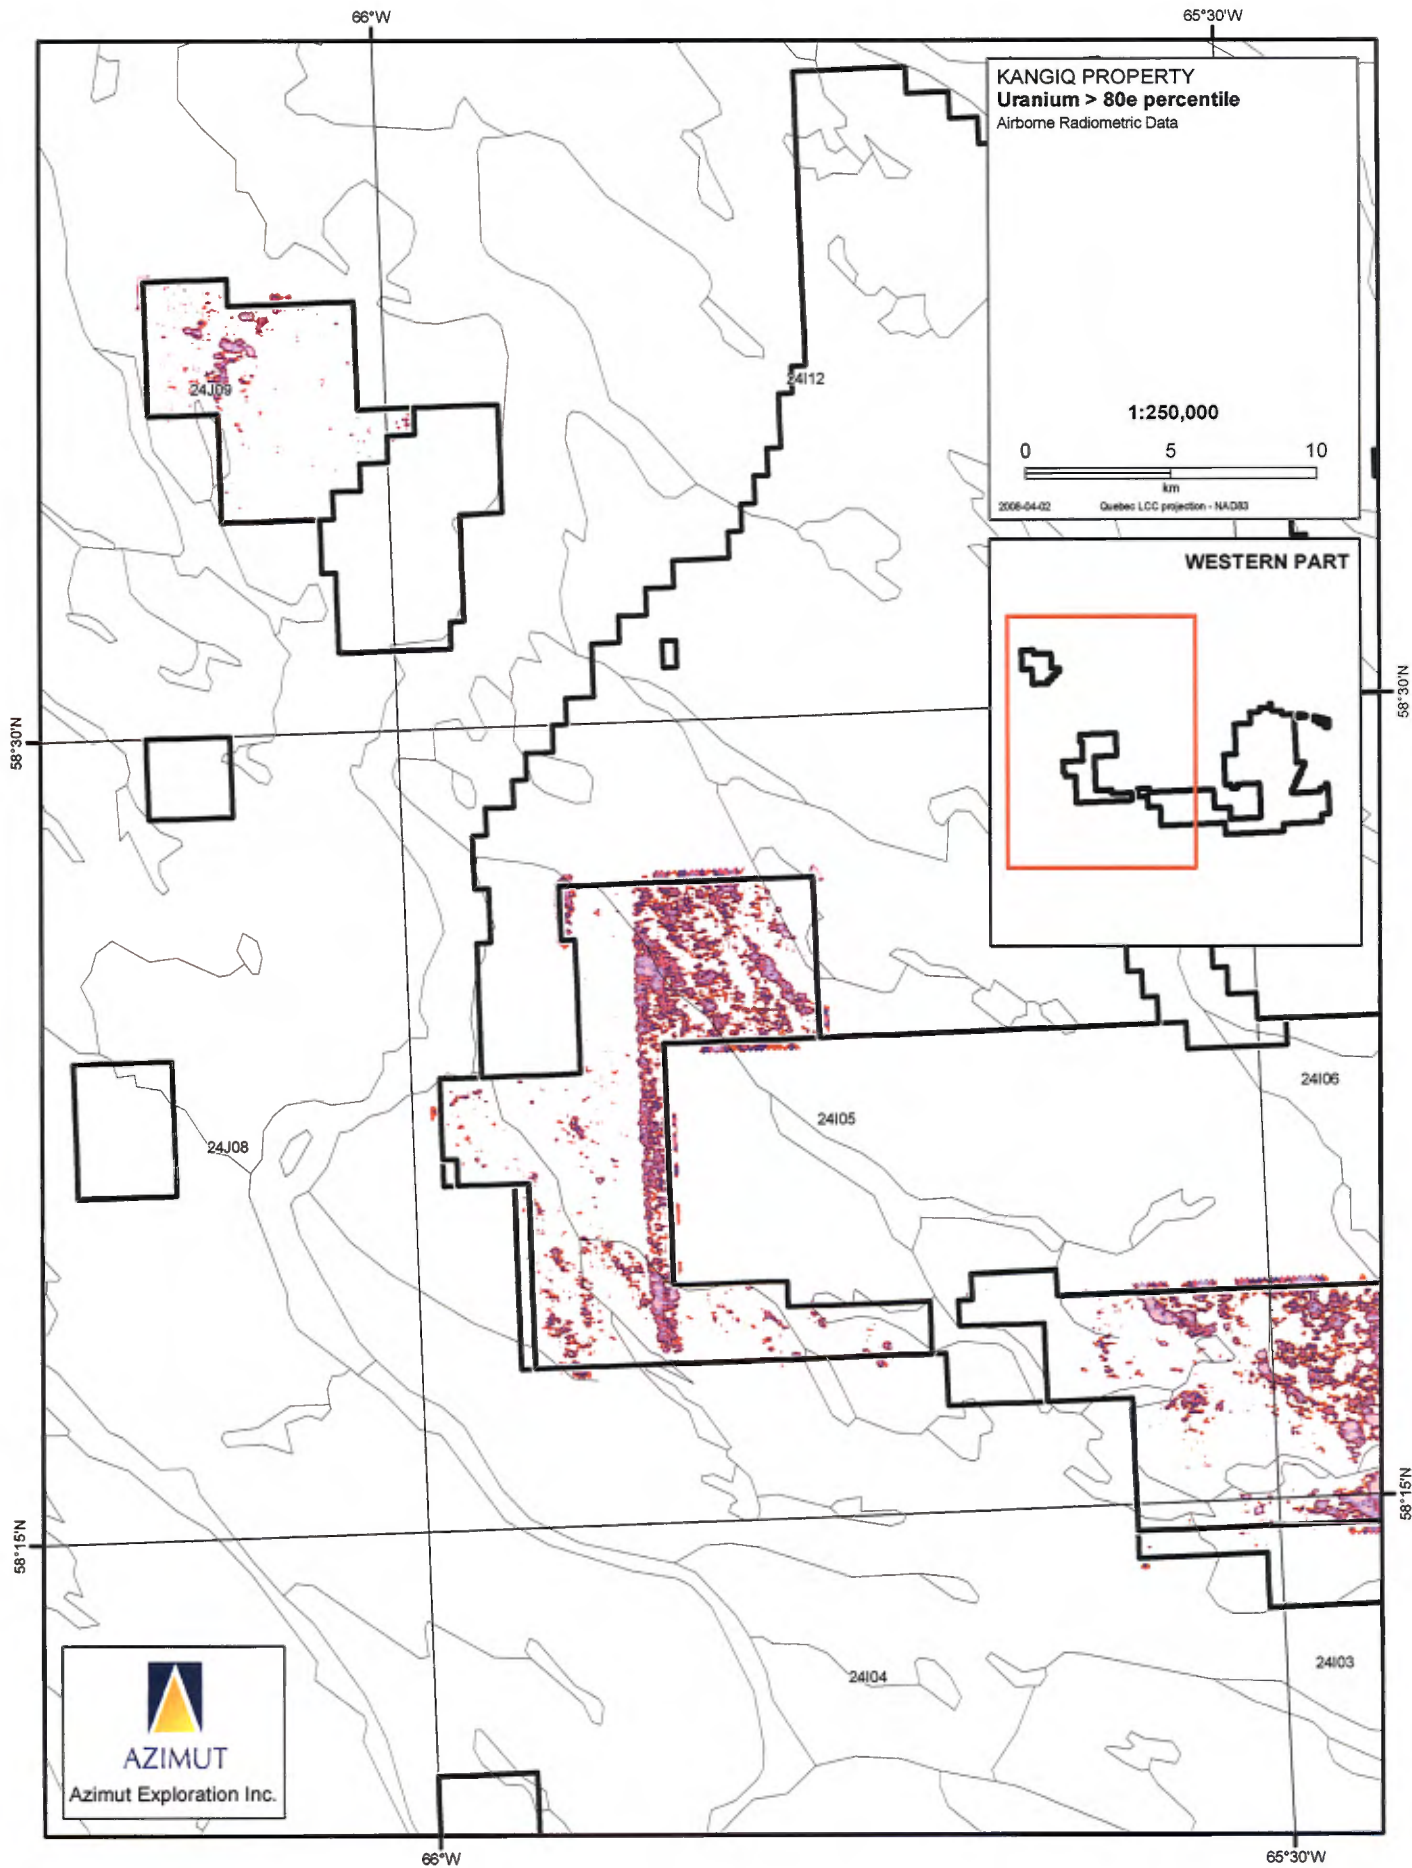 66°W
65°30'W
KANGIQ PROPERTY
Uranium > 80e percentile
Airborne Radiometric Data
1:250,000
0 5 10
km
2008-04-02 Quebec LCC projection - NAD83
WESTERN PART
24J09
24I12
58°30'N
58°30'N
24I06
24I05
24J08
58°15'N
58°15'N
24I04
24I03
AZIMUT
Azimut Exploration Inc.
66°W
65°30'W